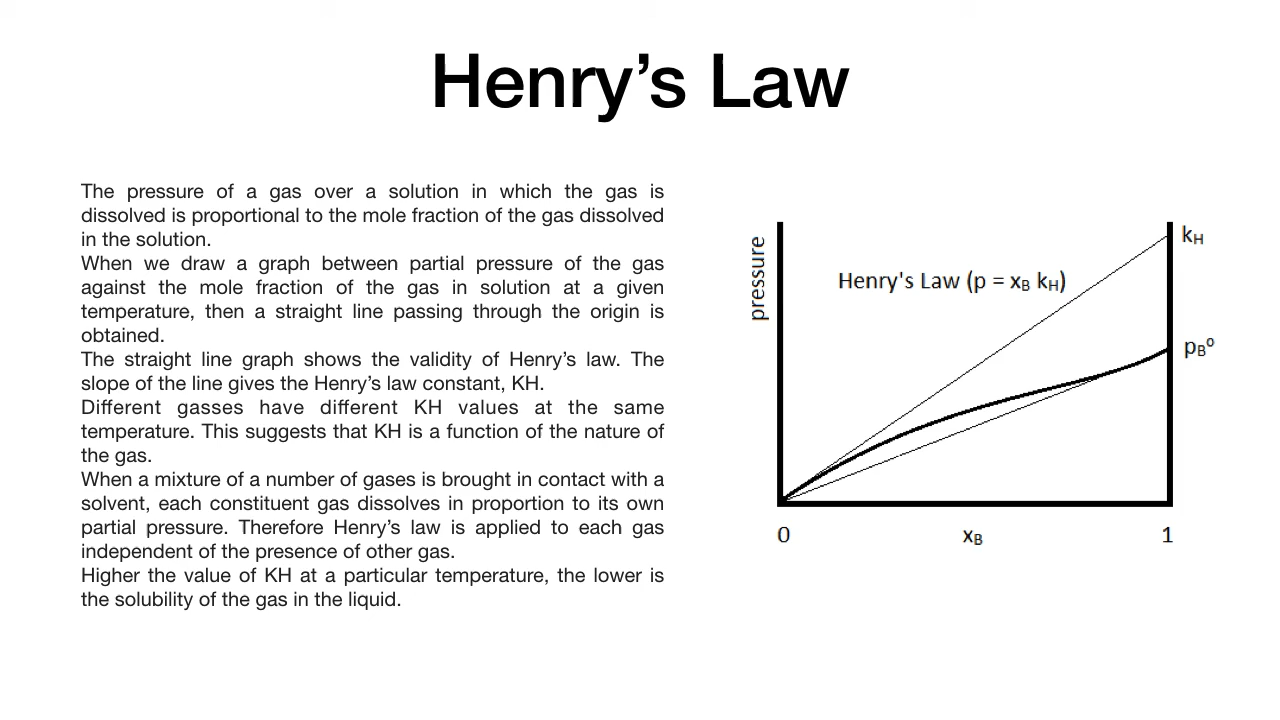 Henry’s Law
The pressure of a gas over a solution in which the gas is
dissolved is proportional to the mole fraction of the gas dissolved
in the solution.
When we draw a graph between partial pressure of the gas
against the mole fraction of the gas in solution at a given
temperature, then a straight line passing through the origin is
obtained.
The straight line graph shows the validity of Henry’s law. The
slope of the line gives the Henry’s law constant, KH.
Different gasses have different KH values at the same
temperature. This suggests that KH is a function of the nature of
the gas.
When a mixture of a number of gases is brought in contact with a
solvent, each constituent gas dissolves in proportion to its own
partial pressure. Therefore Henry’s law is applied to each gas
independent of the presence of other gas.
Higher the value of KH at a particular temperature, the lower is
the solubility of the gas in the liquid.
pressure
kH
Henry's Law (p = xB kH)
pBº
0
xB
1